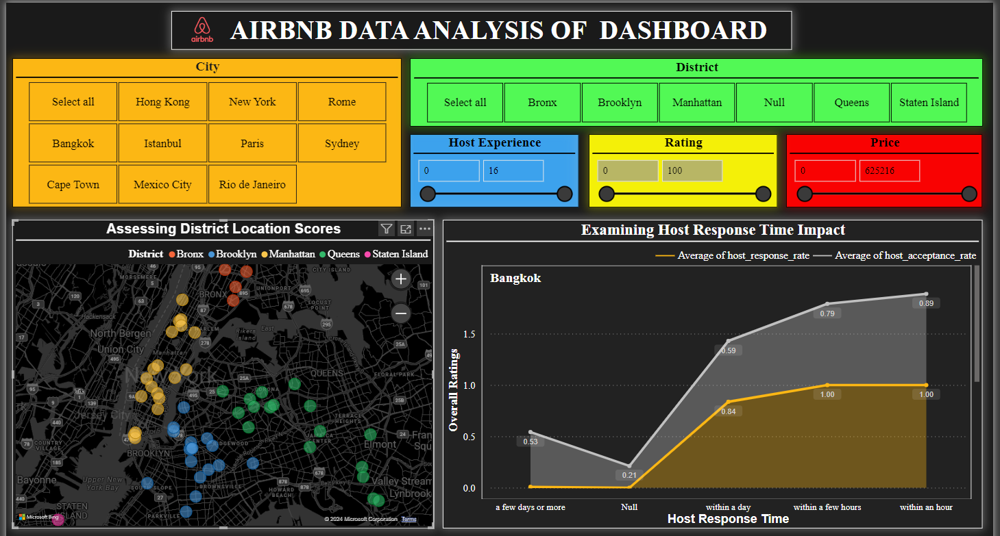 airbnb
AIRBNB DATA ANALYSIS OF DASHBOARD
City
Select all
Hong Kong
New York
Rome
Bangkok
Istanbul
Paris
Sydney
Cape Town
Mexico City
Rio de Janeiro
District
Select all
Bronx
Brooklyn
Manhattan
Null
Queens
Staten Island
Host Experience
0
16
Rating
0
100
Price
0
625216
Assessing District Location Scores
District Bronx Brooklyn Manhattan Queens Staten Island
CITY ISLAND
MORSEMERE
UNIONPORT
BRONX
LOCUST
POINT
Hackensack
North Bergen
Union City
Rikers
Island
East
Manhattan
New York
QUEENS
FLORAL PARK
CORONA
Jersey City
TERRACE
HEIGHTS
JAMAICA
CENTER
COUNTRY
VILLAGE
BROOKLYN
RIDGEWOOD
Elmont
Bayonne
Upper New
York Bay
SOUTH SLOPE
BROWNSVILLE
HOWARD
BEACH
Valley Stream
Lynbrook
STATEN
ISLAND
PARKVILLE
Microsoft Bing
© 2024 Microsoft Corporation Terms
Examining Host Response Time Impact
Average of host_response_rate Average of host_acceptance_rate
Bangkok
Overall Ratings
1.5
1.0
0.5
0.0
0.53
0.21
0.59
0.79
0.89
0.84
1.00
1.00
a few days or more
Null
within a day
within a few hours
within an hour
Host Response Time